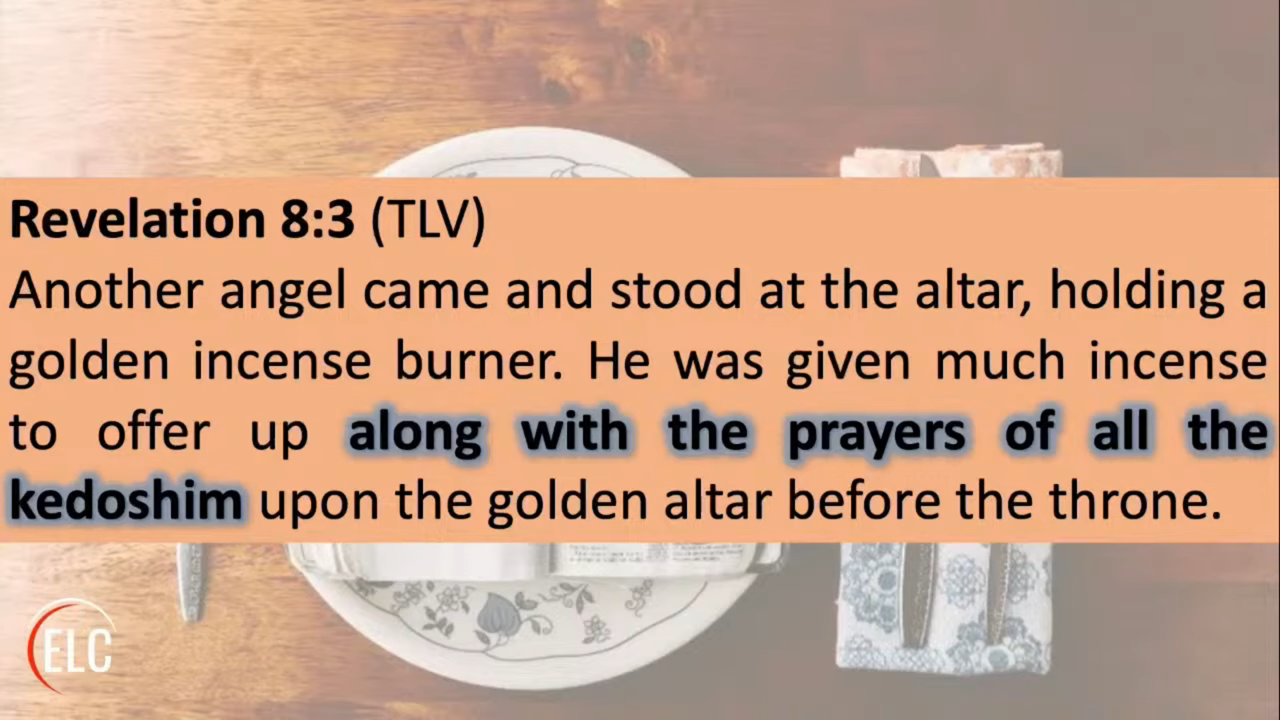 Revelation 8:3 (TLV)
Another angel came and stood at the altar, holding a
golden incense burner. He was given much incense
to offer up along with the prayers of all the
kedoshim upon the golden altar before the throne.
ELC